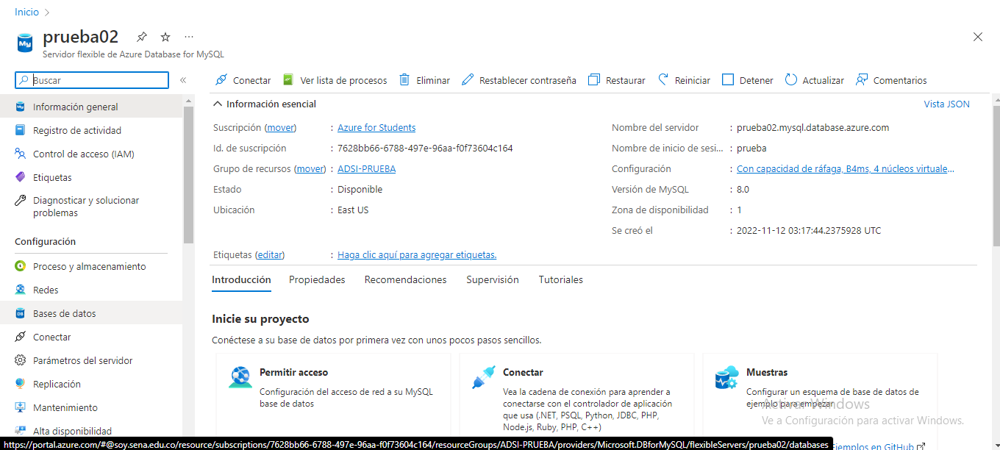 Inicio
prueba02
Servidor flexible de Azure Database for MySQL
Buscar
Conectar
Ver lista de procesos
Eliminar
Restablecer contraseña
Restaurar
Reiniciar
Detener
Actualizar
Comentarios
Información general
Registro de actividad
Control de acceso (IAM)
Etiquetas
Diagnosticar y solucionar
problemas
Configuración
Proceso y almacenamiento
Redes
Bases de datos
Conectar
Parámetros del servidor
Replicación
Mantenimiento
Alta disponibilidad
Información esencial
Vista JSON
Suscripción (mover) : Azure for Students
Id. de suscripción : 7628bb66-6788-497e-96aa-f0f73604c164
Grupo de recursos (mover) : ADSI-PRUEBA
Estado : Disponible
Ubicación : East US
Nombre del servidor : prueba02.mysql.database.azure.com
Nombre de inicio de sesi... : prueba
Configuración : Con capacidad de ráfaga, B4ms, 4 núcleos virtuale...
Versión de MySQL : 8.0
Zona de disponibilidad : 1
Se creó el : 2022-11-12 03:17:44.2375928 UTC
Etiquetas (editar) : Haga clic aquí para agregar etiquetas.
Introducción
Propiedades
Recomendaciones
Supervisión
Tutoriales
Inicie su proyecto
Conéctese a su base de datos por primera vez con unos pocos pasos sencillos.
Permitir acceso
Configuración del acceso de red a su MySQL
base de datos
Conectar
Vea la cadena de conexión para aprender a
conectarse con el controlador de aplicación
que usa (.NET, PSQL, Python, JDBC, PHP,
Node.js, Ruby, PHP, C++)
Muestras
Configurar un esquema de base de datos de
ejemplo para empezar
Activar Windows
Ve a Configuración para activar Windows.
Ejemplos en GitHub
https://portal.azure.com/#@soy.sena.edu.co/resource/subscriptions/7628bb66-6788-497e-96aa-f0f73604c164/resourceGroups/ADSI-PRUEBA/providers/Microsoft.DBforMySQL/flexibleServers/prueba02/databases